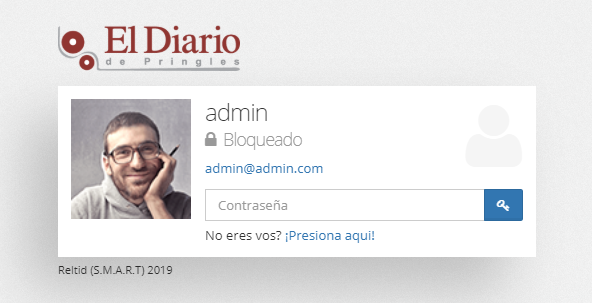 El Diario
de Pringles
admin
Bloqueado
admin@admin.com
Contraseña
No eres vos? ¡Presiona aqui!
Reltid (S.M.A.R.T) 2019